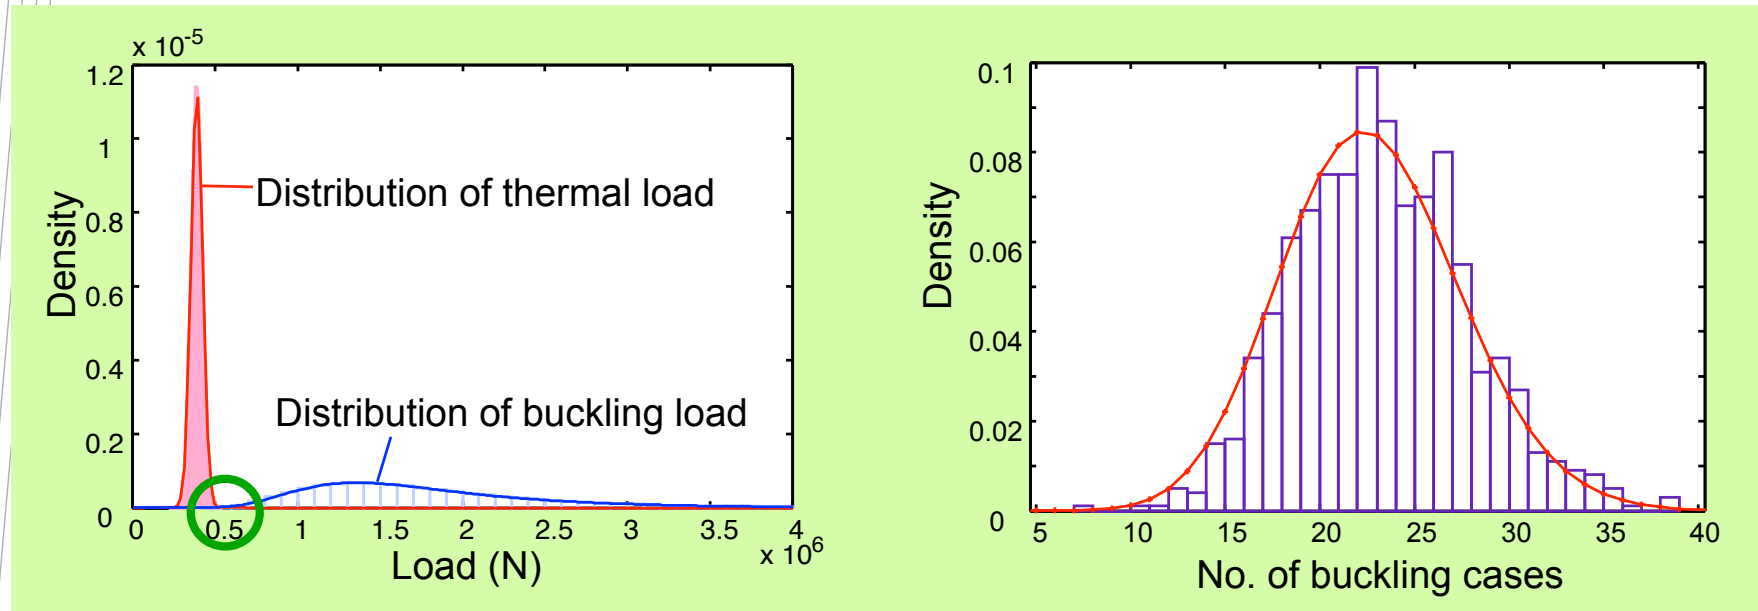 x 10-5
1.2
1
0.8
0.6
0.4
0.2
0
Density
Distribution of thermal load
Distribution of buckling load
0 0.5 1 1.5 2 2.5 3 3.5 4
x 106
Load (N)
0.1
0.08
0.06
0.04
0.02
0
Density
5 10 15 20 25 30 35 40
No. of buckling cases